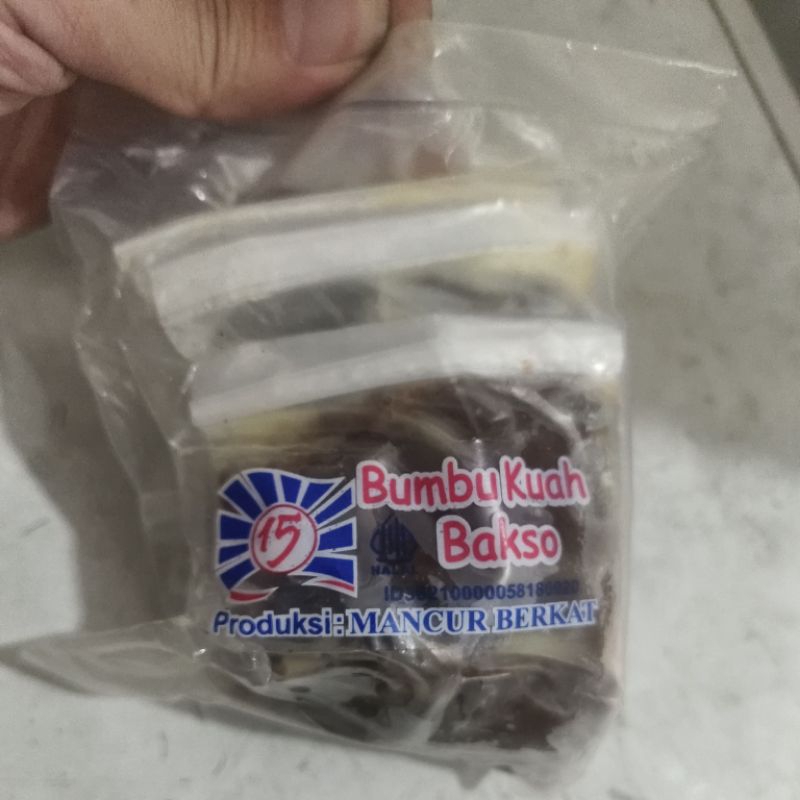 15
Bumbu Kuah
Bakso
HALAL
Produksi: MANCUR BERKAT